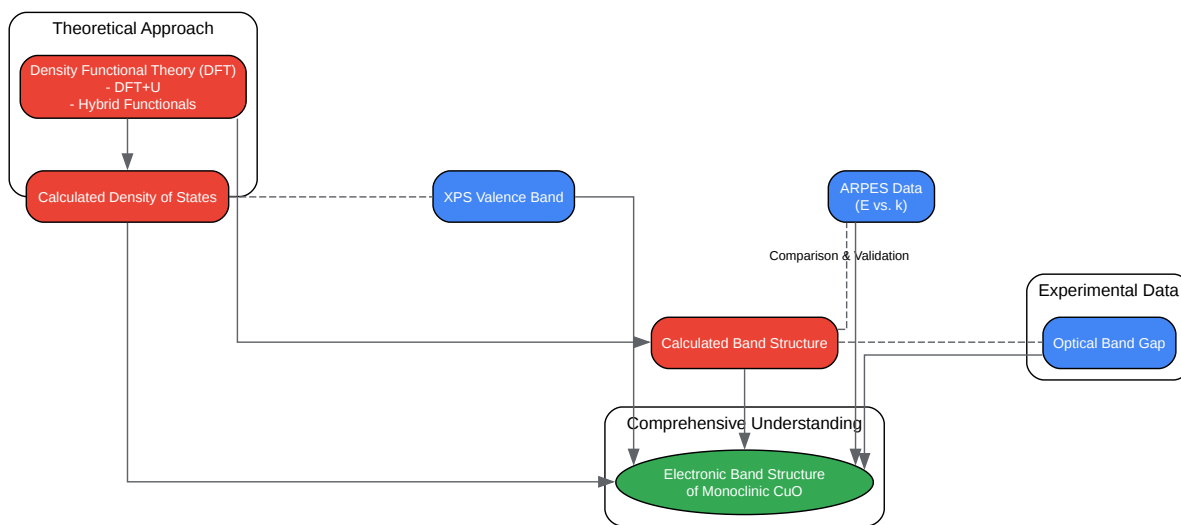 Theoretical Approach
Density Functional Theory (DFT)
- DFT+U
- Hybrid Functionals
Calculated Density of States
XPS Valence Band
ARPES Data
(E vs. k)
Comparison & Validation
Experimental Data
Calculated Band Structure
Optical Band Gap
Comprehensive Understanding
Electronic Band Structure
of Monoclinic CuO